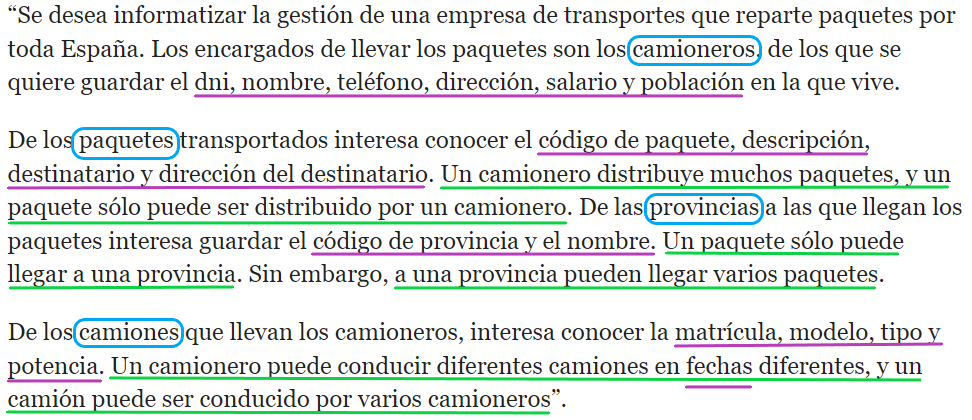 “Se desea informatizar la gestión de una empresa de transportes que reparte paquetes por
toda España. Los encargados de llevar los paquetes son los camioneros, de los que se
quiere guardar el dni, nombre, teléfono, dirección, salario y población en la que vive.
De los paquetes transportados interesa conocer el código de paquete, descripción,
destinatario y dirección del destinatario. Un camionero distribuye muchos paquetes, y un
paquete sólo puede ser distribuido por un camionero. De las provincias a las que llegan los
paquetes interesa guardar el código de provincia y el nombre. Un paquete sólo puede
llegar a una provincia. Sin embargo, a una provincia pueden llegar varios paquetes.
De los camiones que llevan los camioneros, interesa conocer la matrícula, modelo, tipo y
potencia. Un camionero puede conducir diferentes camiones en fechas diferentes, y un
camión puede ser conducido por varios camioneros”.